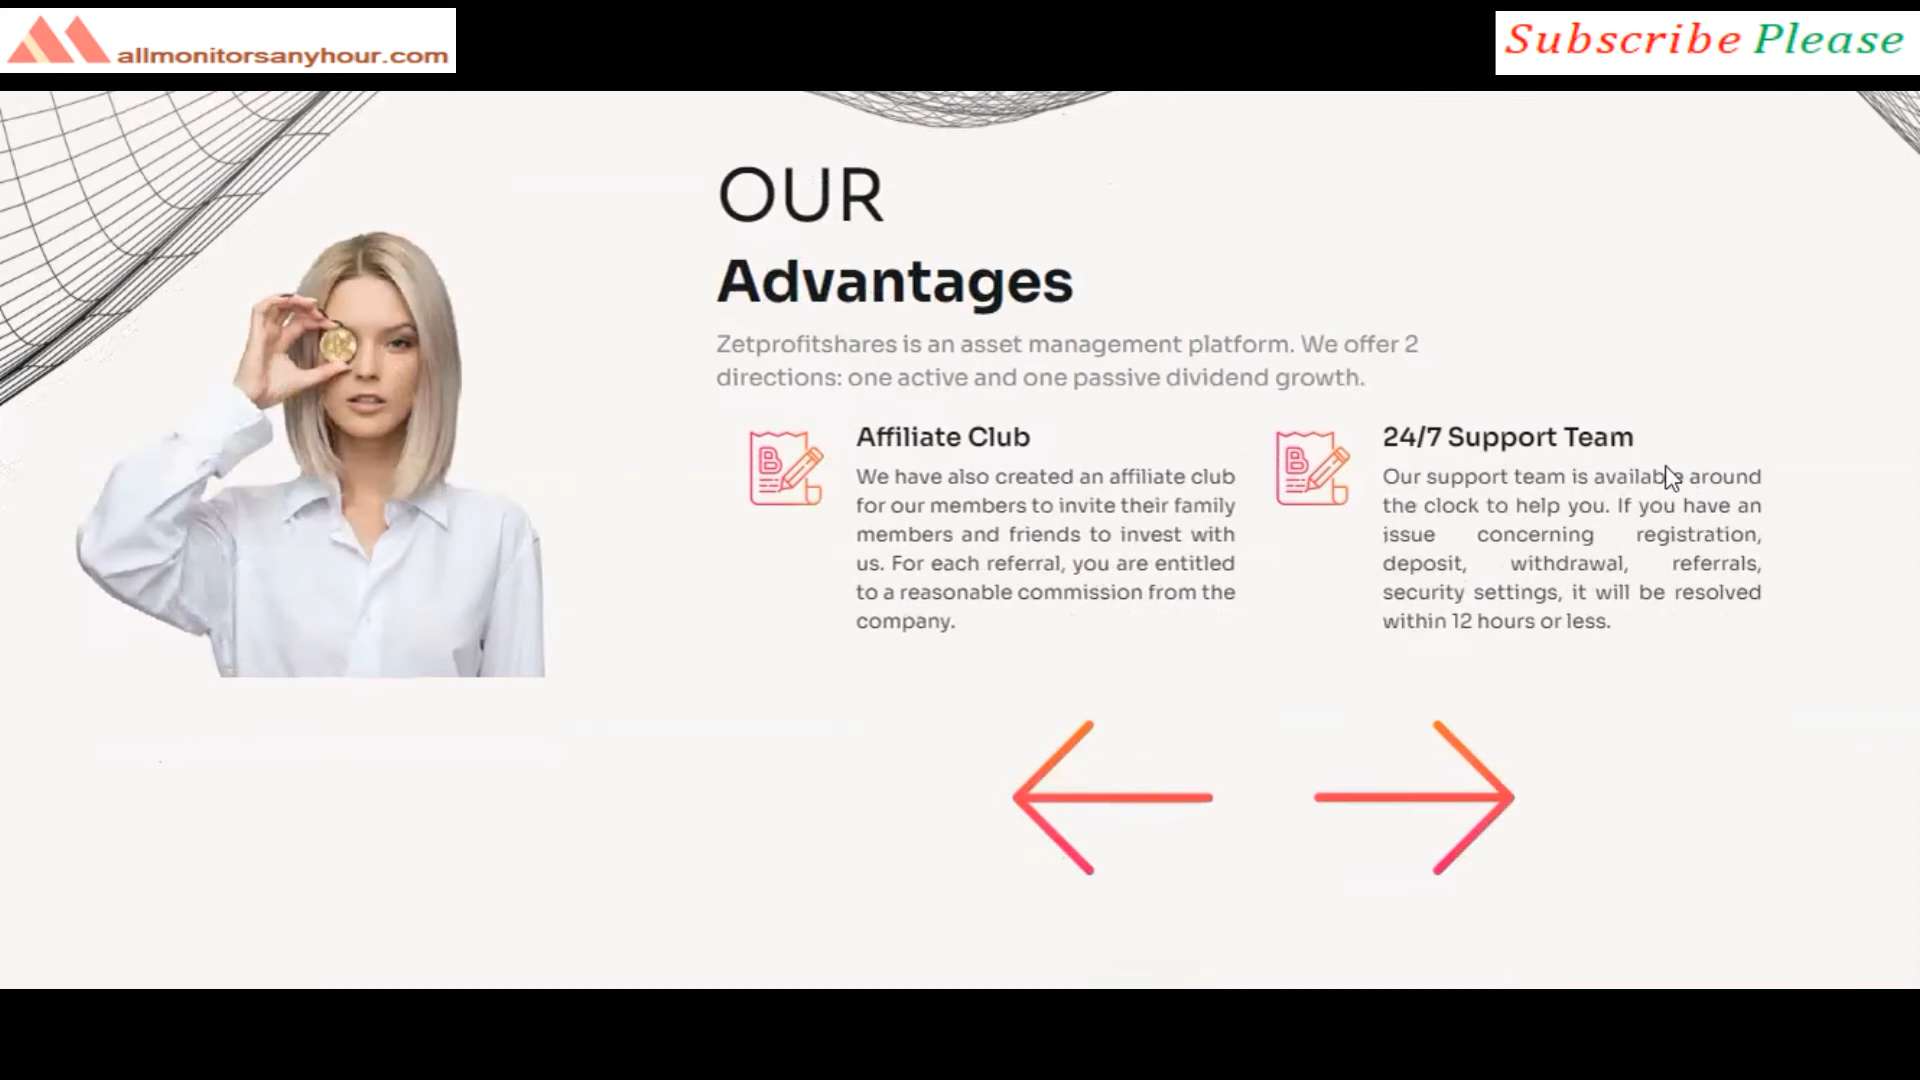 allmonitorsanyhour.com
Subscribe Please
OUR
Advantages
Zetprofitshares is an asset management platform. We offer 2
directions: one active and one passive dividend growth.
Affiliate Club
We have also created an affiliate club
for our members to invite their family
members and friends to invest with
us. For each referral, you are entitled
to a reasonable commission from the
company.
24/7 Support Team
Our support team is available around
the clock to help you. If you have an
issue concerning registration,
deposit, withdrawal, referrals,
security settings, it will be resolved
within 12 hours or less.